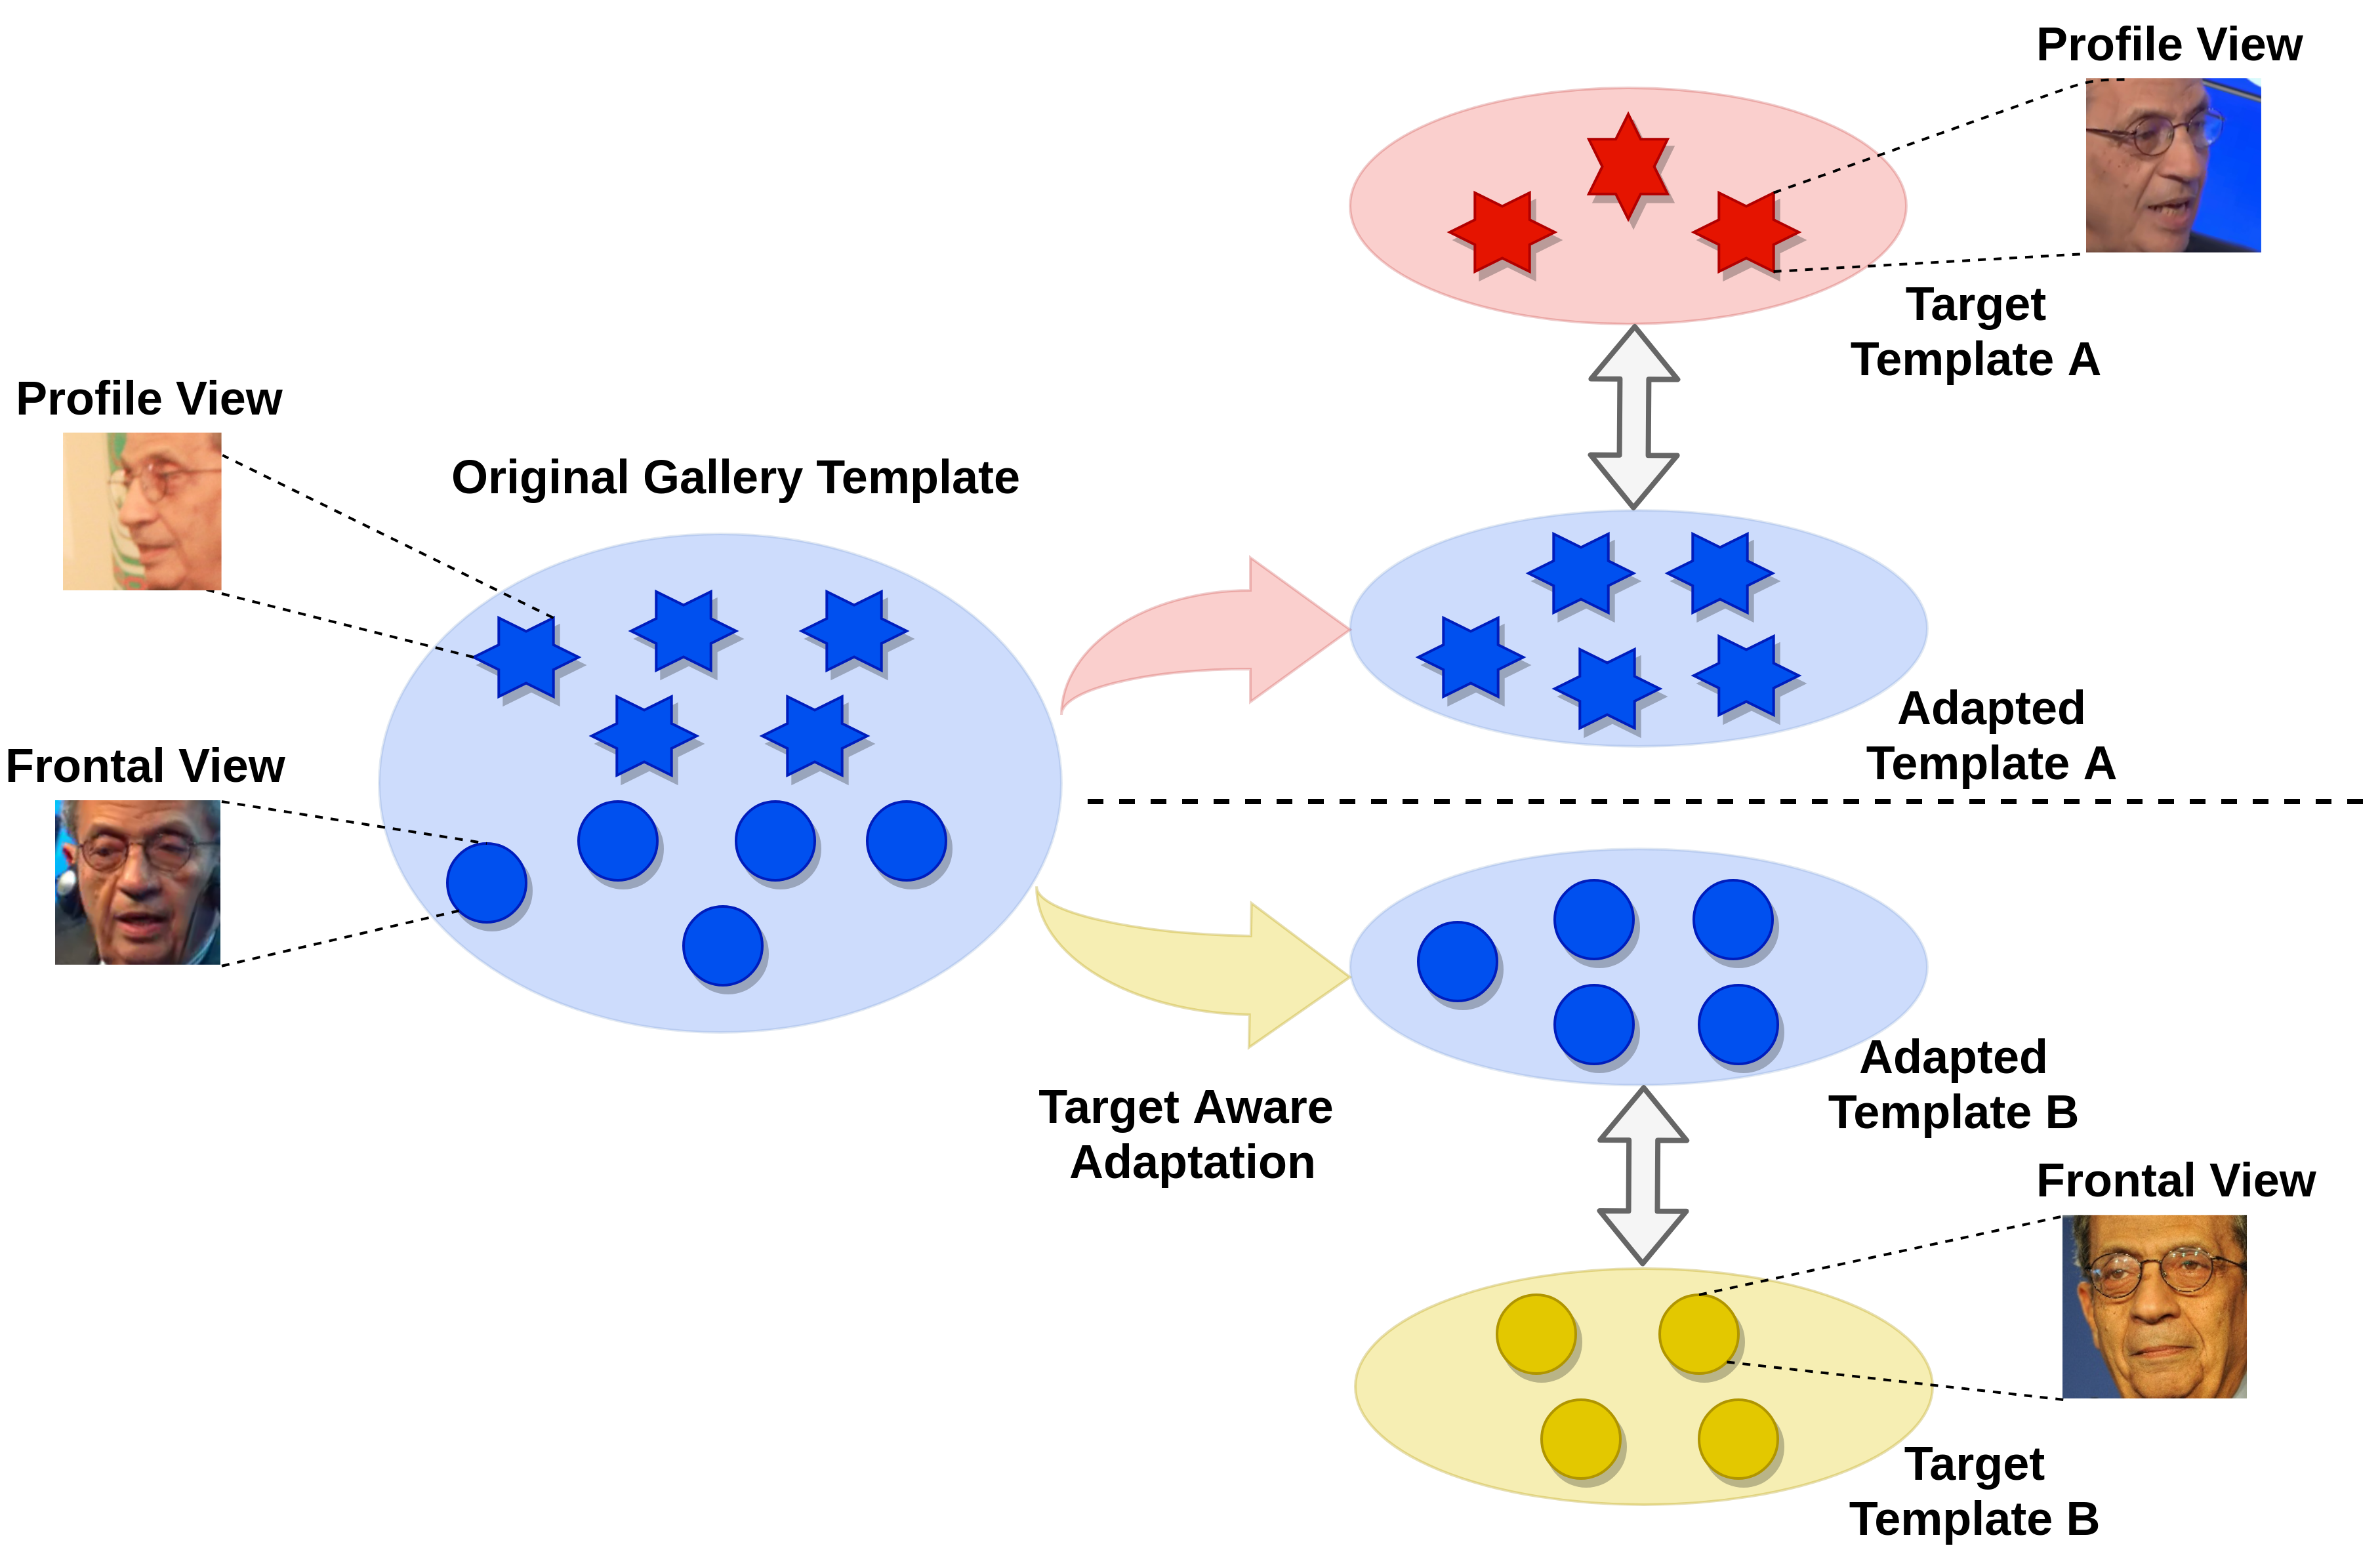 Profile View
Target
Template A
Profile View
Original Gallery Template
Adapted
Template A
Frontal View
Adapted
Template B
Target Aware
Adaptation
Frontal View
Target
Template B